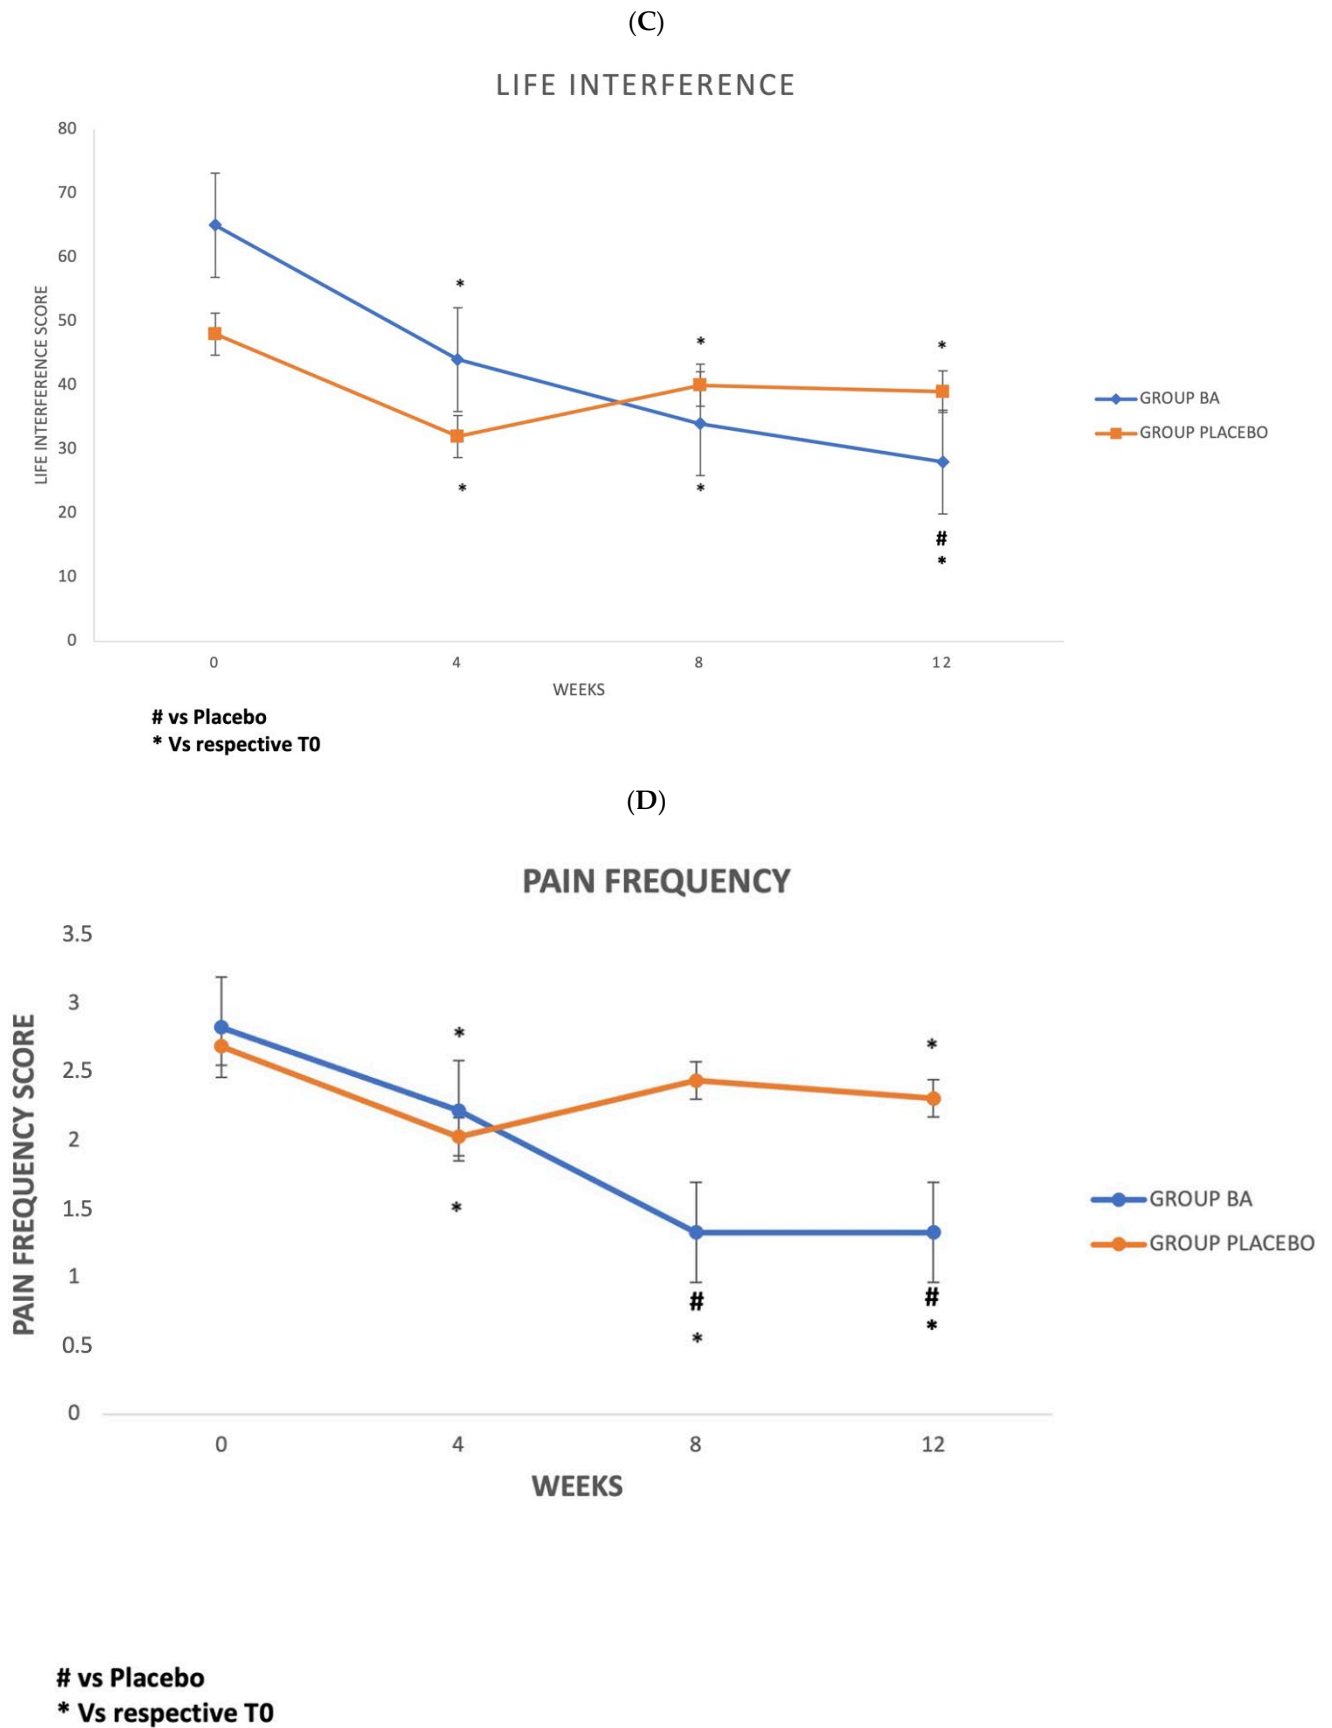 (C)
LIFE INTERFERENCE
80
70
60
50
40
30
20
10
0
LIFE INTERFERENCE SCORE
*
*
*
*
*
#
*
GROUP BA
GROUP PLACEBO
0 4 8 12
WEEKS
# vs Placebo
* Vs respective T0
(D)
PAIN FREQUENCY
3.5
3
2.5
2
1.5
1
0.5
0
PAIN FREQUENCY SCORE
*
*
*
#
#
*
*
GROUP BA
GROUP PLACEBO
0 4 8 12
WEEKS
# vs Placebo
* Vs respective T0